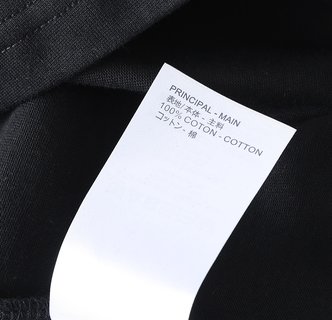 PRINCIPAL - MAIN
表地/本体 - 主料
100% COTON - COTTON
コットン - 棉